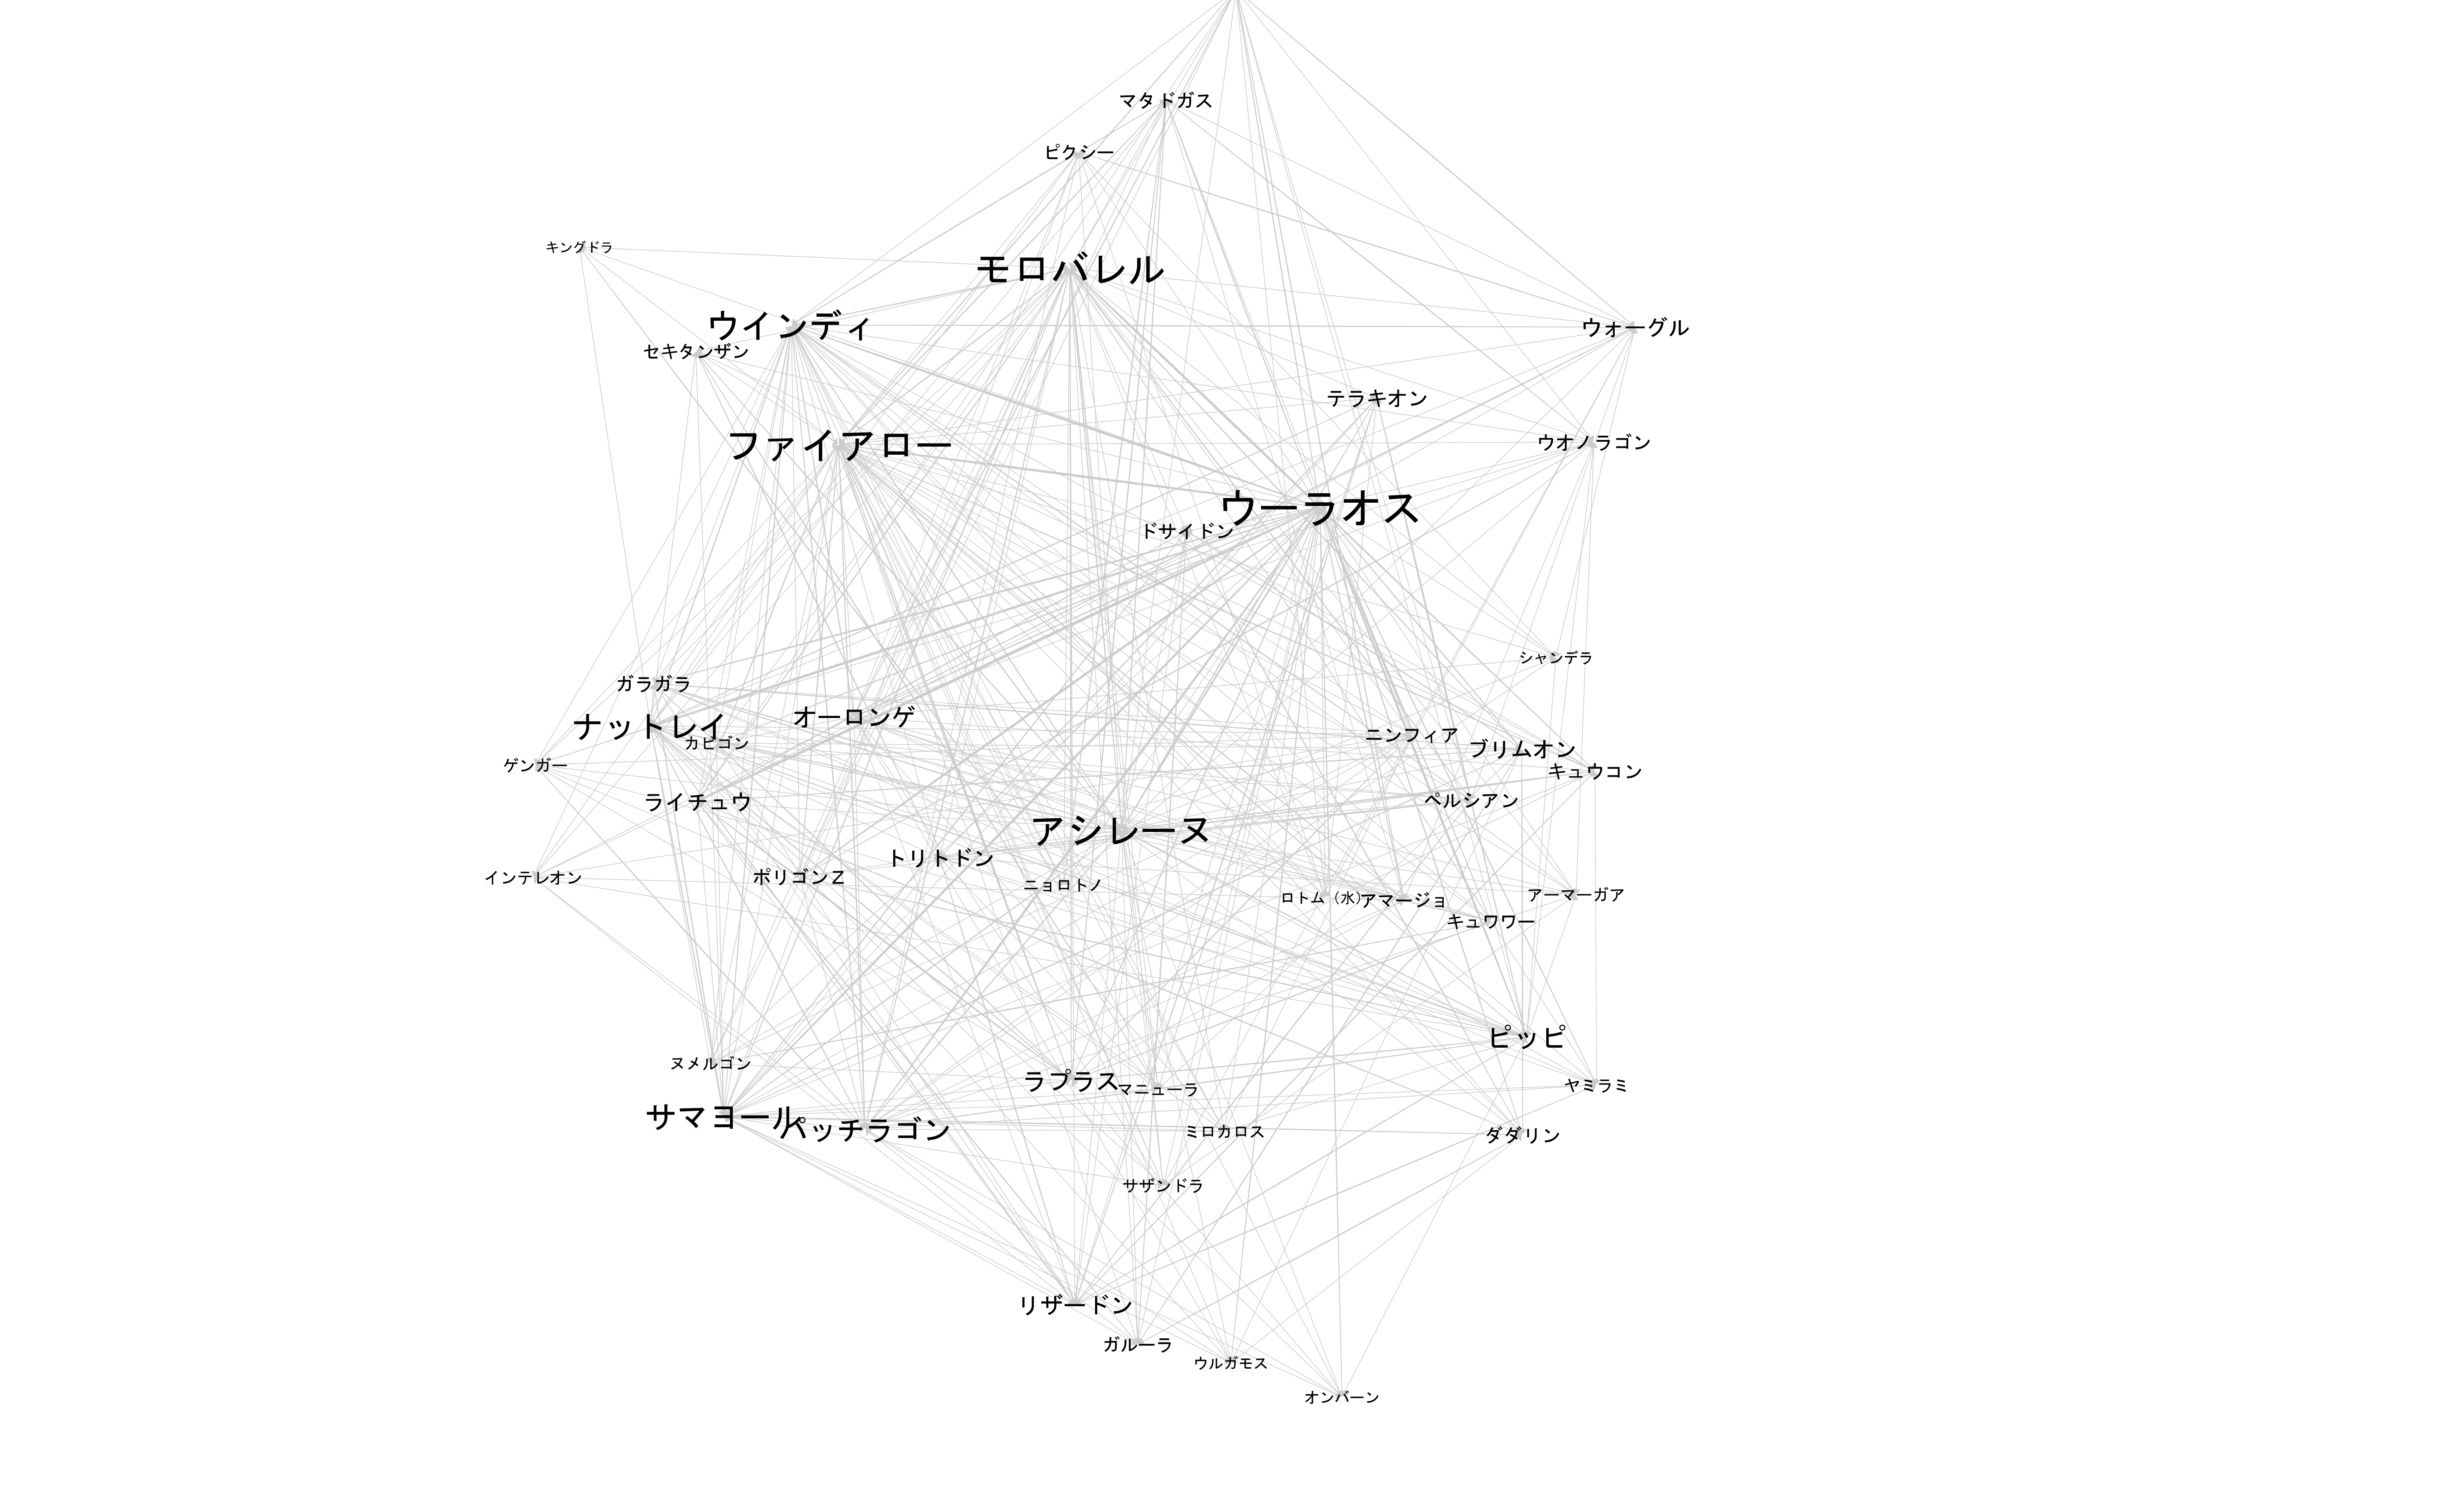 マタドガス
ピクシー
キングドラ
モロバレル
ウインディ
ウォーグル
セキタンザン
テラキオン
ファイアロー
ウオノラゴン
ウーラオス
ドサイドン
シャンデラ
ガラガラ
オーロンゲ
ナットレイ
ニンフィア
カビゴン
ブリムオン
ゲンガー
キュウコン
ライチュウ
ペルシアン
アシレーヌ
トリトドン
インテレオン
ポリゴンZ
ニョロトノ
ロトム（水）
アマージョ
アーマーガア
キュワワー
ピッピ
ヌメルゴン
ラプラス
マニューラ
ヤミラミ
サマヨール
パッチラゴン
ミロカロス
ダダリン
サザンドラ
リザードン
ガルーラ
ウルガモス
オンバーン